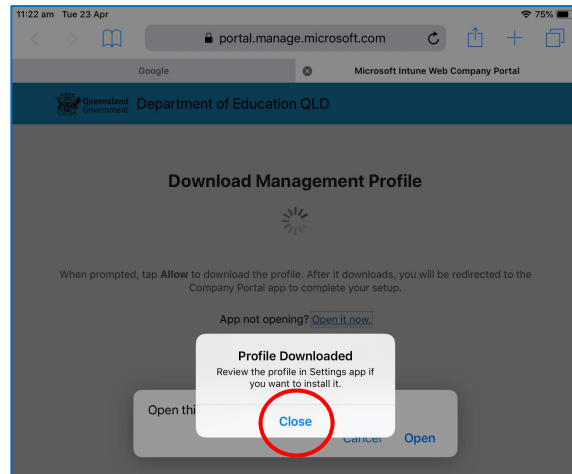 11:22 am Tue 23 Apr 75%
portal.manage.microsoft.com
Google Microsoft Intune Web Company Portal
Queensland
Government
Department of Education QLD
Download Management Profile
When prompted, tap Allow to download the profile. After it downloads, you will be redirected to the
Company Portal app to complete your setup.
App not opening? Open it now.
Profile Downloaded
Review the profile in Settings app if
you want to install it.
Open thi
Close
Cancel Open